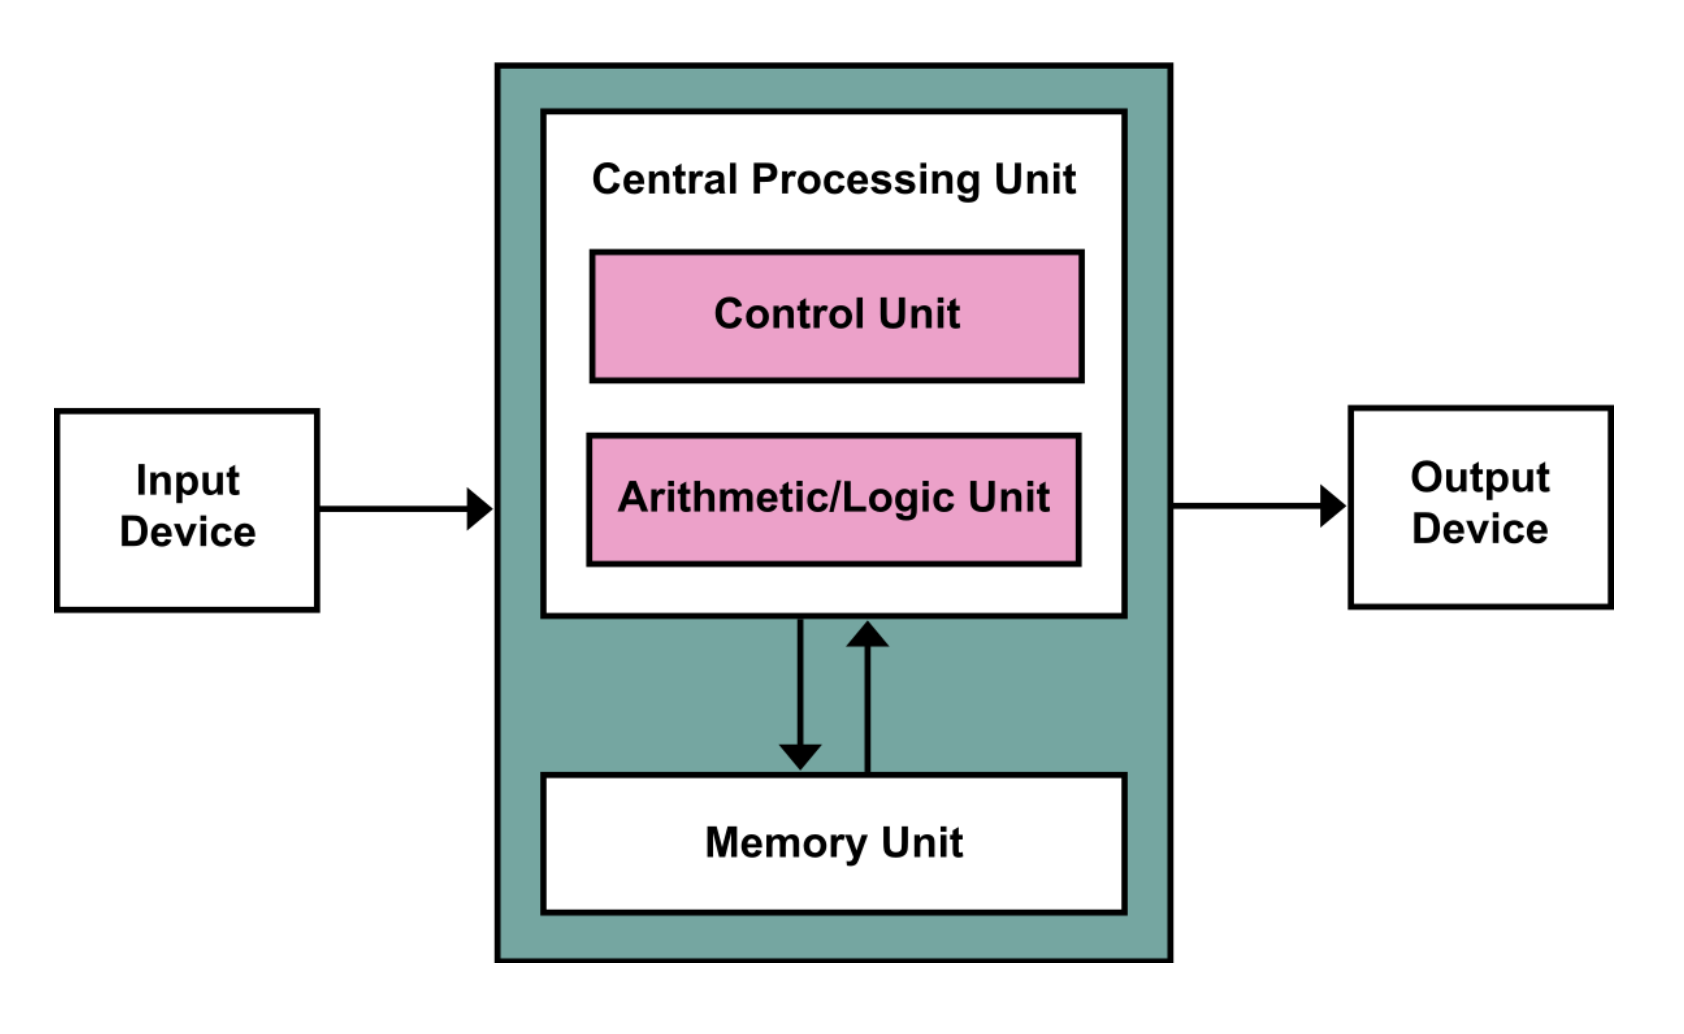 Central Processing Unit
Control Unit
Arithmetic/Logic Unit
Input
Device
Output
Device
Memory Unit